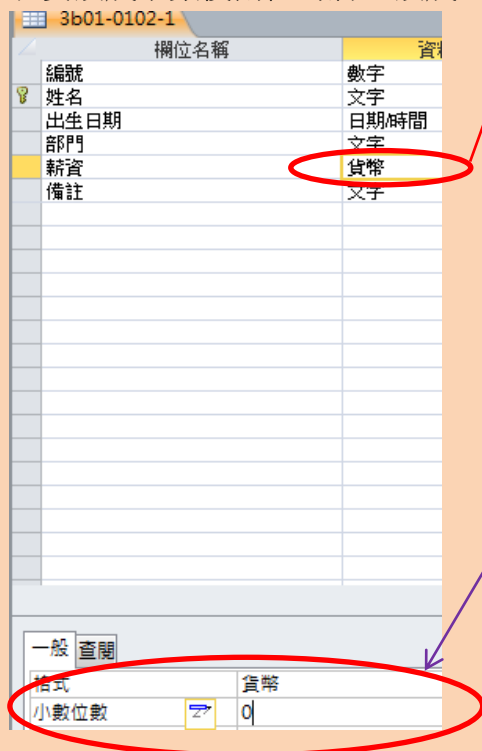 3b01-0102-1
欄位名稱 資
編號 數字
姓名 文字
出生日期 日期/時間
部門 文字
薪資 貨幣
備註 文字
一般 查閱
格式 貨幣
小數位數 0